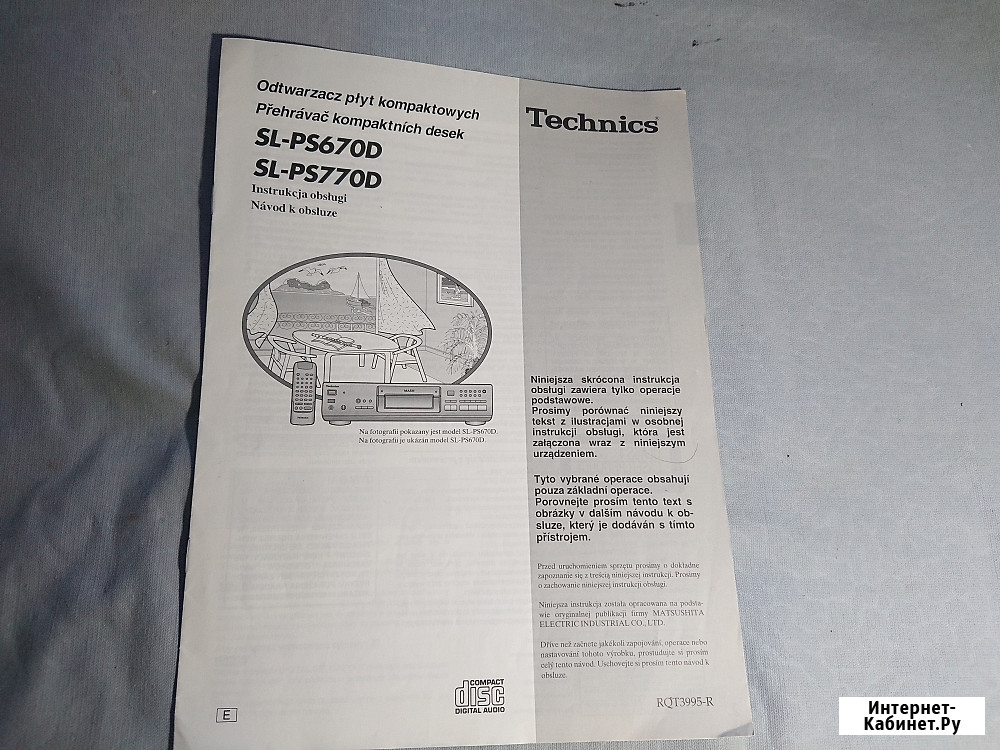 Odtwarzacz płyt kompaktowych
Přehrávač kompaktních desek
SL-PS670D
SL-PS770D
Instrukcja obsługi
Návod k obsluze
Na fotografii pokazany jest model SL-PS670D.
Na fotografii je ukázán model SL-PS670D.
COMPACT
disc
DIGITAL AUDIO
E
Technics
Niniejsza skrócona instrukcja
obsługi zawiera tylko operacje
podstawowe.
Prosimy porównać niniejszy
tekst z ilustracjami w osobnej
instrukcji obsługi, która jest
załączona wraz z niniejszym
urządzeniem.
Tyto vybrané operace obsahují
pouza základní operace.
Porovnejte prosím tento text s
obrázky v dalším návodu k ob-
sluze, který je dodáván s tímto
přístrojem.
Przed uruchomieniem sprzętu prosimy o dokładne
zapoznanie się z treścią niniejszej instrukcji. Prosimy
o zachowanie niniejszej instrukcji obsługi.
Niniejsza instrukcja została opracowana na podsta-
wie oryginalnej publikacji firmy MATSUSHITA
ELECTRIC INDUSTRIAL CO., LTD.
Dříve než začnete jakékoli zapojování, operace nebo
nastavování tohoto výrobku, prostudujte si prosím
celý tento návod. Uschovejte si prosím tento návod k
obsluze.
RQT3995-R
Интернет-
Кабинет.Ру